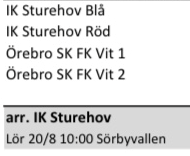 IK Sturehov Blå
IK Sturehov Röd
Örebro SK FK Vit 1
Örebro SK FK Vit 2
arr. IK Sturehov
Lör 20/8 10:00 Sörbyvallen